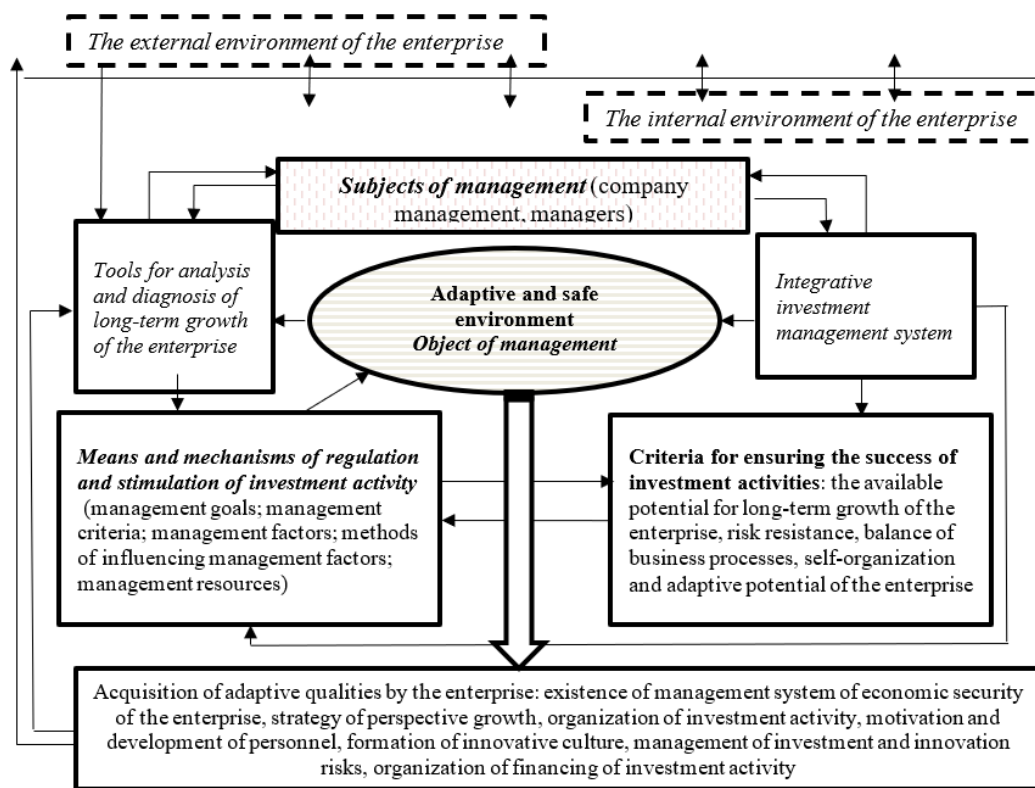 The external environment of the enterprise
The internal environment of the enterprise
Subjects of management (company
management, managers)
Tools for analysis
and diagnosis of
long-term growth
of the enterprise
Adaptive and safe
environment
Object of management
Integrative
investment
management system
Means and mechanisms of regulation
and stimulation of investment activity
(management goals; management
criteria; management factors; methods
of influencing management factors;
management resources)
Criteria for ensuring the success of
investment activities: the available
potential for long-term growth of the
enterprise, risk resistance, balance of
business processes, self-organization
and adaptive potential of the enterprise
Acquisition of adaptive qualities by the enterprise: existence of management system of economic security
of the enterprise, strategy of perspective growth, organization of investment activity, motivation and
development of personnel, formation of innovative culture, management of investment and innovation
risks, organization of financing of investment activity